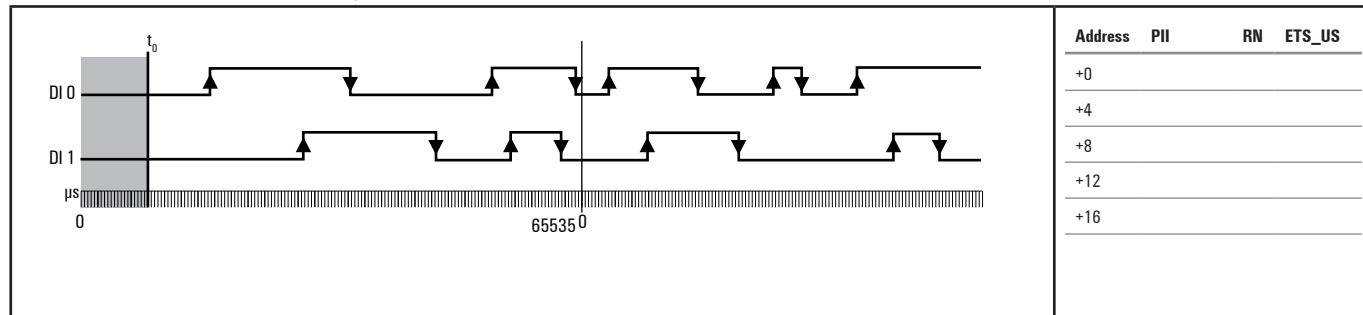 t0
DI 0
DI 1
µs
0
65535 0
Address PII RN ETS_US
+0
+4
+8
+12
+16